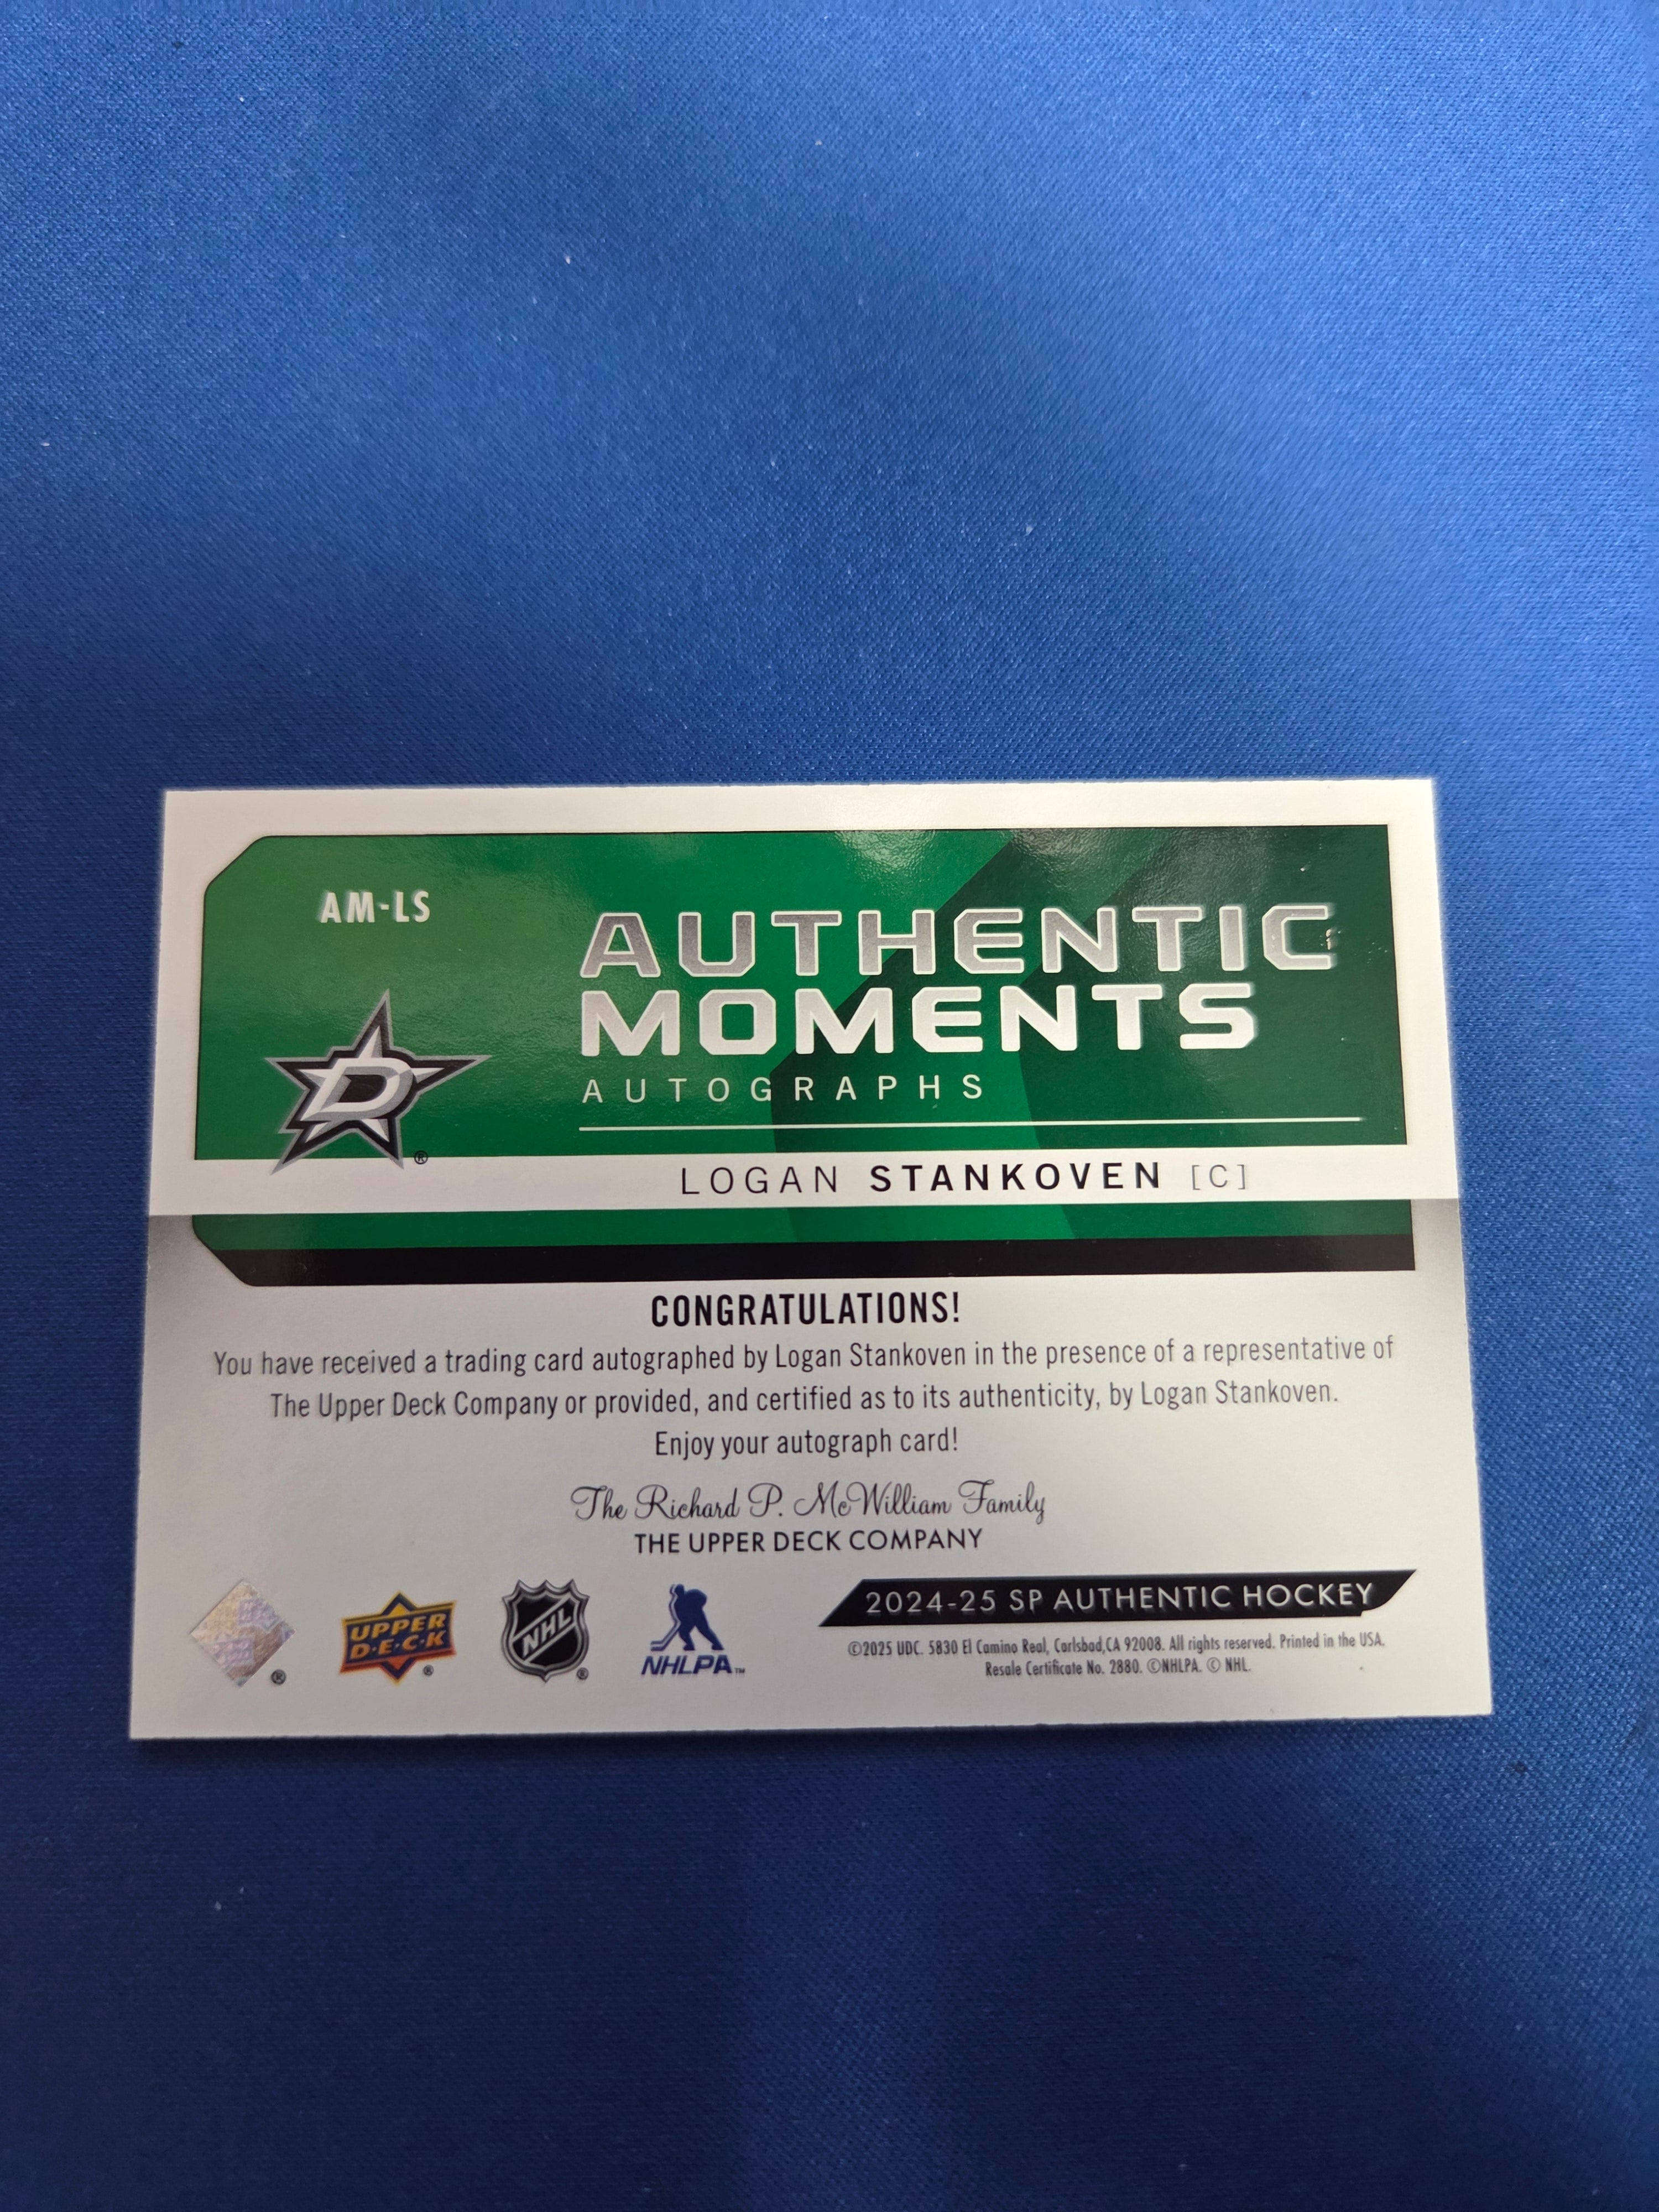 AM-LS
AUTHENTIC
MOMENTS
AUTOGRAPHS
D
®
LOGAN STANKOVEN [C]
CONGRATULATIONS!
You have received a trading card autographed by Logan Stankoven in the presence of a representative of
The Upper Deck Company or provided, and certified as to its authenticity, by Logan Stankoven.
Enjoy your autograph card!
The Richard P. McWilliam Family
THE UPPER DECK COMPANY
®
UPPER
D·E·C·K
®
NHL
®
NHLPA™
2024-25 SP AUTHENTIC HOCKEY
©2025 UDC. 5830 El Camino Real, Carlsbad,CA 92008. All rights reserved. Printed in the USA.
Resale Certificate No. 2880. ©NHLPA. © NHL.